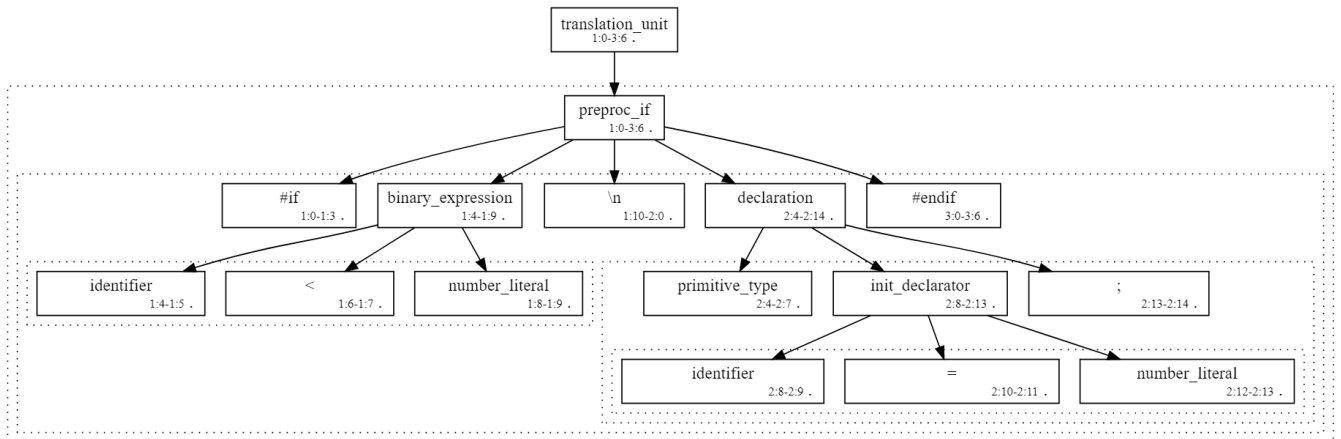 translation_unit
1:0-3:6 .
preproc_if
1:0-3:6 .
#if
1:0-1:3 .
binary_expression
1:4-1:9 .
\n
1:10-2:0 .
declaration
2:4-2:14 .
#endif
3:0-3:6 .
identifier
1:4-1:5 .
<
1:6-1:7 .
number_literal
1:8-1:9 .
primitive_type
2:4-2:7 .
init_declarator
2:8-2:13 .
;
2:13-2:14 .
identifier
2:8-2:9 .
=
2:10-2:11 .
number_literal
2:12-2:13 .